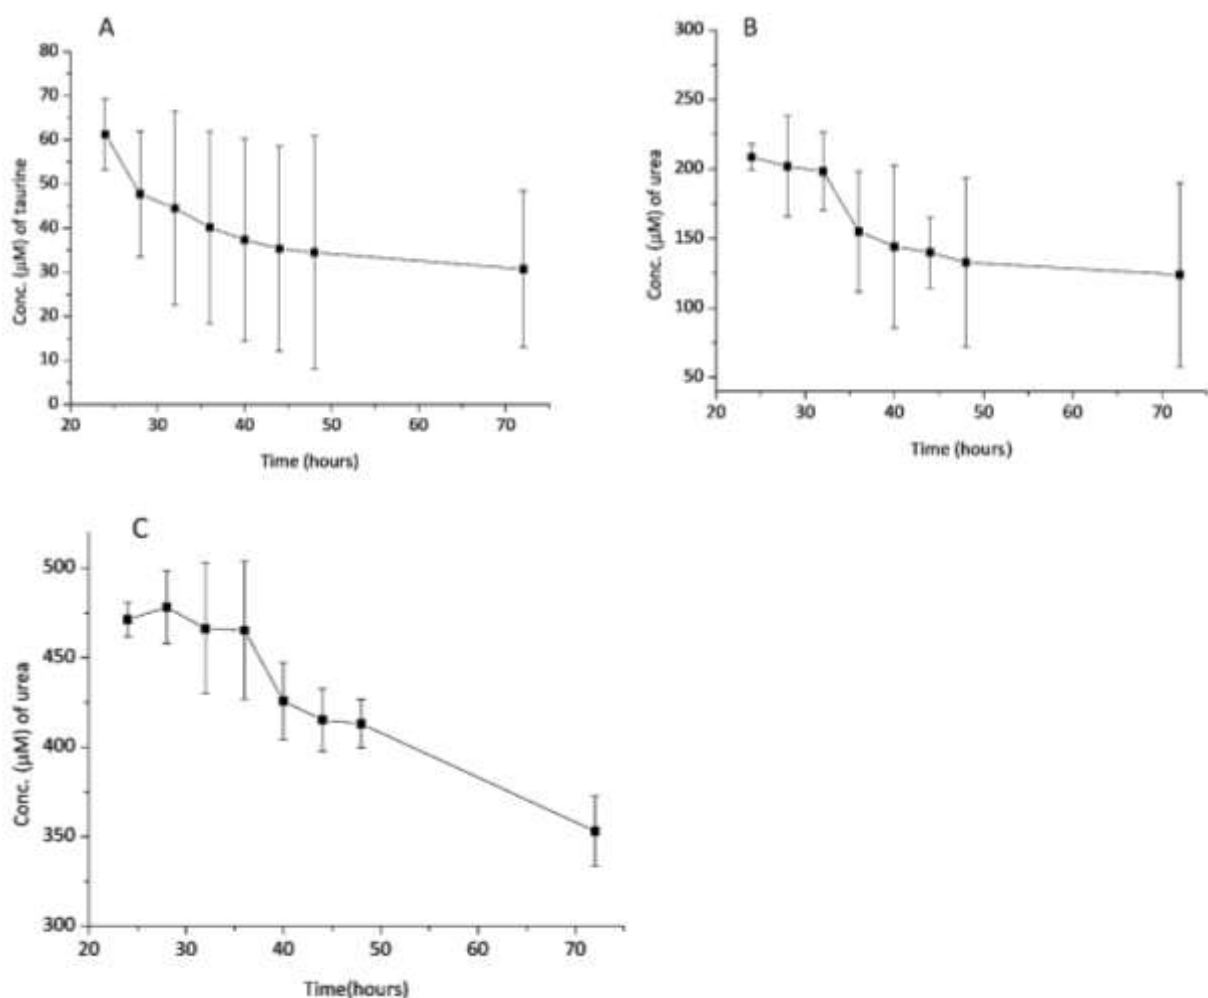 A
80
70
60
50
40
30
20
10
0
Conc. (μM) of taurine
20 30 40 50 60 70
Time (hours)
B
300
250
200
150
100
50
Conc. (μM) of urea
20 30 40 50 60 70
Time (hours)
C
500
450
400
350
300
Conc. (μM) of urea
20 30 40 50 60 70
Time(hours)